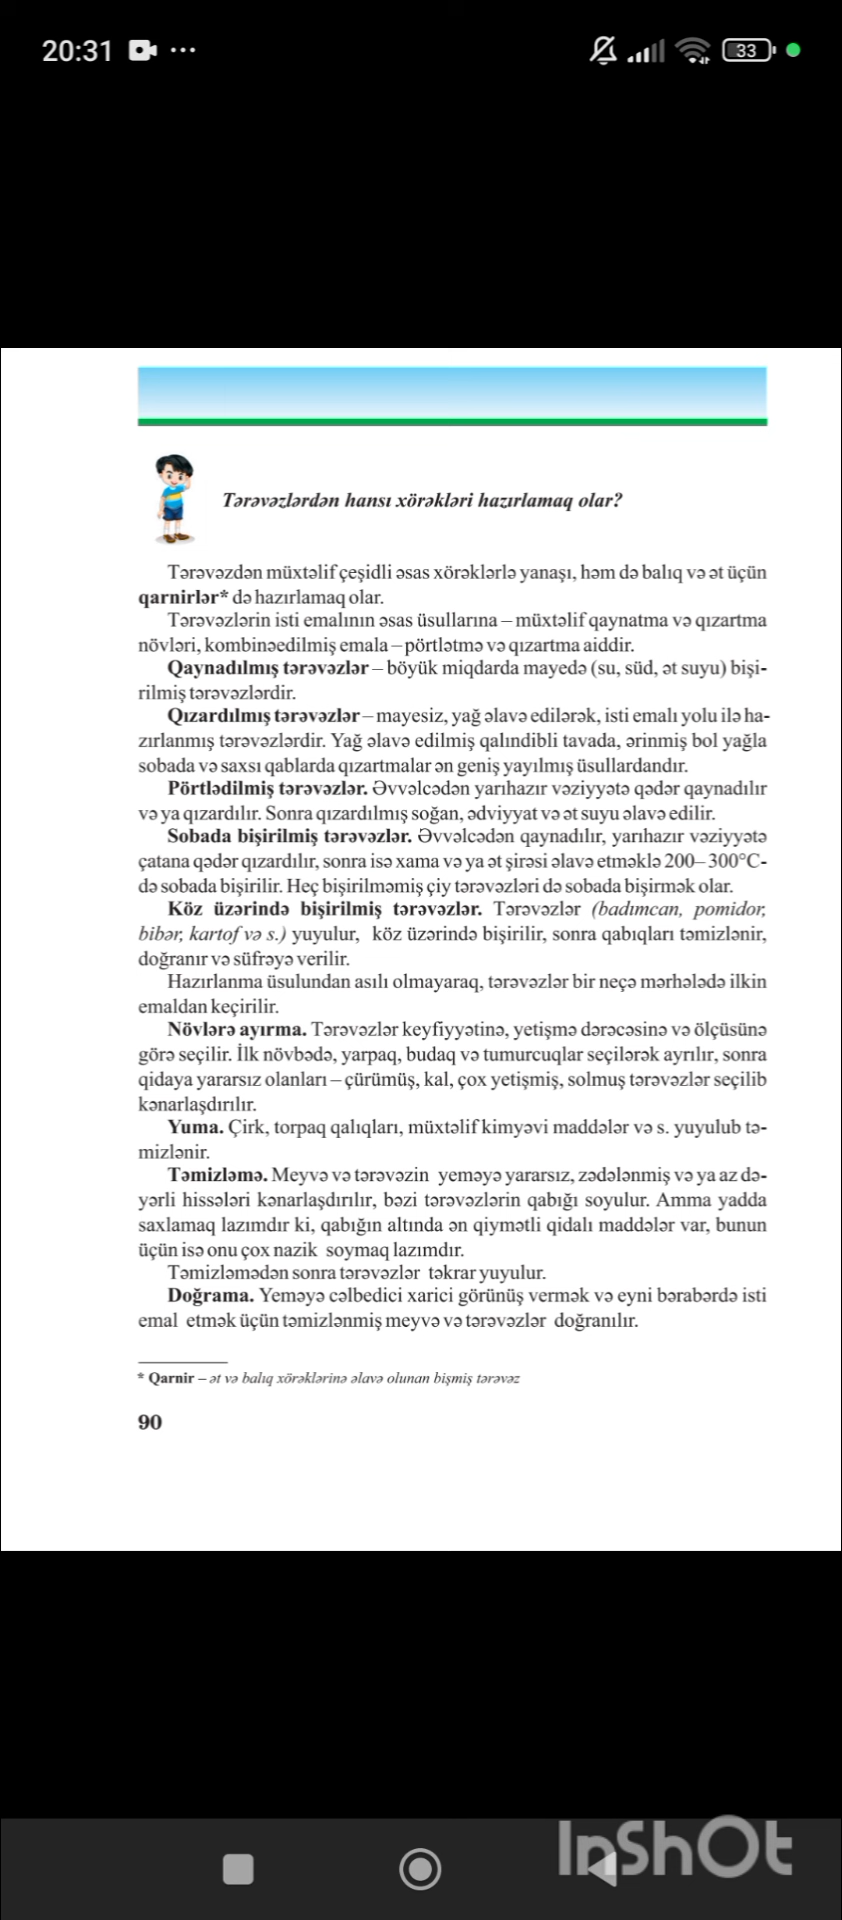 20:31
33
Tərəvəzlərdən hansı xörəkləri hazırlamaq olar?
Tərəvəzdən müxtəlif çeşidli əsas xörəklərlə yanaşı, həm də balıq və ət üçün
qarnirlər* də hazırlamaq olar.
Tərəvəzlərin isti emalının əsas üsullarına – müxtəlif qaynatma və qızartma
növləri, kombinəedilmiş emala – pörtlətmə və qızartma aiddir.
Qaynadılmış tərəvəzlər – böyük miqdarda mayedə (su, süd, ət suyu) bişi-
rilmiş tərəvəzlərdir.
Qızardılmış tərəvəzlər – mayesiz, yağ əlavə edilərək, isti emalı yolu ilə ha-
zırlanmış tərəvəzlərdir. Yağ əlavə edilmiş qalındibli tavada, ərinmiş bol yağla
sobada və saxsı qablarda qızartmalar ən geniş yayılmış üsullardandır.
Pörtlədilmiş tərəvəzlər. Əvvəlcədən yarıhazır vəziyyətə qədər qaynadılır
və ya qızardılır. Sonra qızardılmış soğan, ədviyyat və ət suyu əlavə edilir.
Sobada bişirilmiş tərəvəzlər. Əvvəlcədən qaynadılır, yarıhazır vəziyyətə
çatana qədər qızardılır, sonra isə xama və ya ət şirəsi əlavə etməklə 200–300°C-
də sobada bişirilir. Heç bişirilməmiş çiy tərəvəzləri də sobada bişirmək olar.
Köz üzərində bişirilmiş tərəvəzlər. Tərəvəzlər (badımcan, pomidor,
bibər, kartof və s.) yuyulur, köz üzərində bişirilir, sonra qabıqları təmizlənir,
doğranır və süfrəyə verilir.
Hazırlanma üsulundan asılı olmayaraq, tərəvəzlər bir neçə mərhələdə ilkin
emaldan keçirilir.
Növlərə ayırma. Tərəvəzlər keyfiyyətinə, yetişmə dərəcəsinə və ölçüsünə
görə seçilir. İlk növbədə, yarpaq, budaq və tumurcuqlar seçilərək ayrılır, sonra
qidaya yararsız olanları – çürümüş, kal, çox yetişmiş, solmuş tərəvəzlər seçilib
kənarlaşdırılır.
Yuma. Çirk, torpaq qalıqları, müxtəlif kimyəvi maddələr və s. yuyulub tə-
mizlənir.
Təmizləmə. Meyvə və tərəvəzin yeməyə yararsız, zədələnmiş və ya az də-
yərli hissələri kənarlaşdırılır, bəzi tərəvəzlərin qabığı soyulur. Amma yadda
saxlamaq lazımdır ki, qabığın altında ən qiymətli qidalı maddələr var, bunun
üçün isə onu çox nazik soymaq lazımdır.
Təmizləmədən sonra tərəvəzlər təkrar yuyulur.
Doğrama. Yeməyə cəlbedici xarici görünüş vermək və eyni bərabərdə isti
emal etmək üçün təmizlənmiş meyvə və tərəvəzlər doğranılır.
* Qarnir – ət və balıq xörəklərinə əlavə olunan bişmiş tərəvəz
90
InShOt